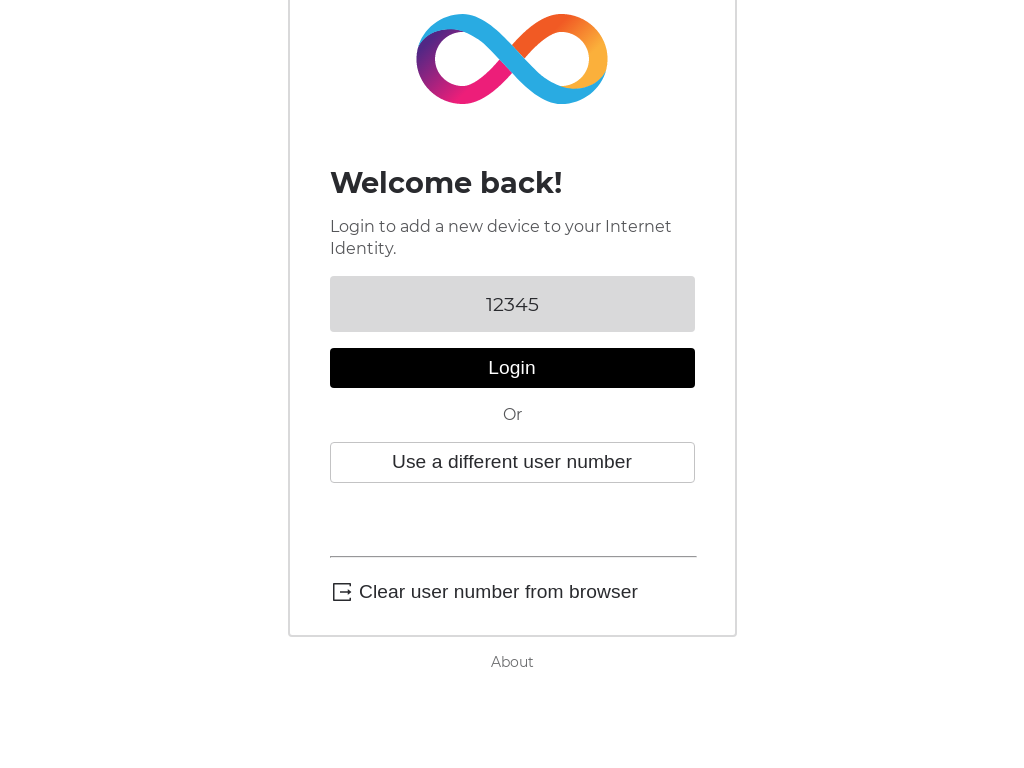 Welcome back!
Login to add a new device to your Internet
Identity.
12345
Login
Or
Use a different user number
Clear user number from browser
About